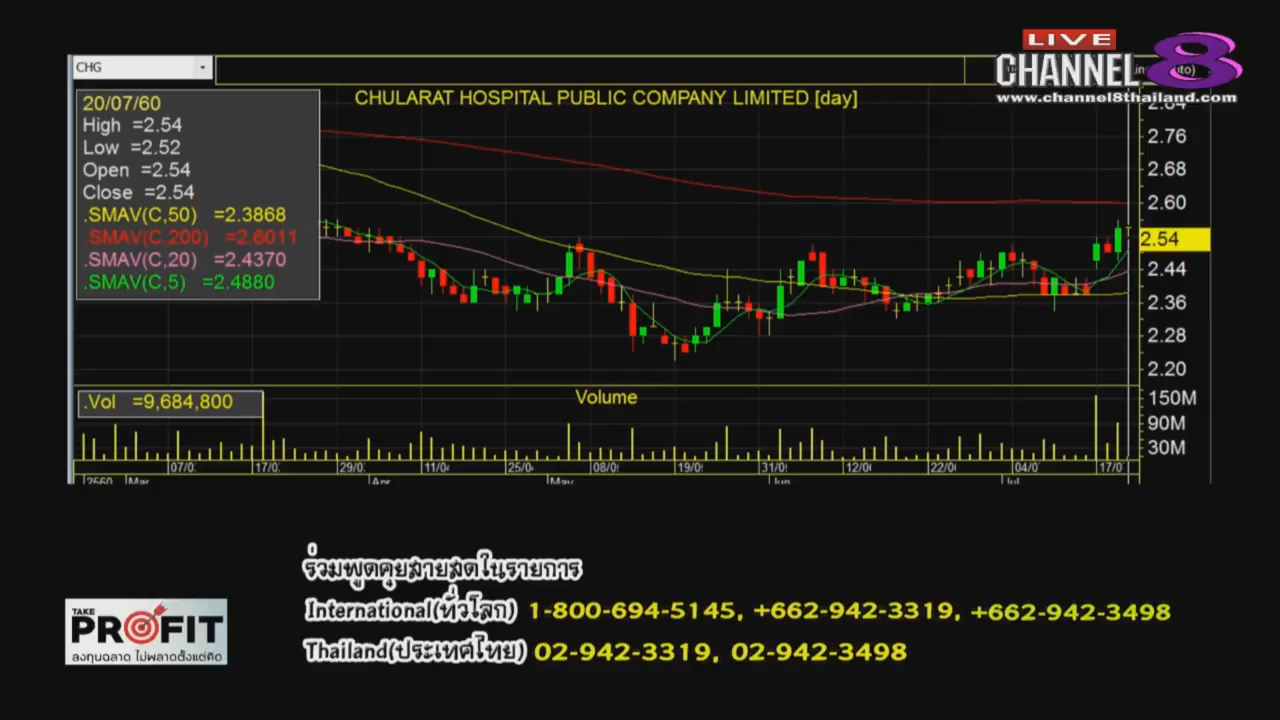 LIVE
CHANNEL 8
www.channel8thailand.com
CHG
CHULARAT HOSPITAL PUBLIC COMPANY LIMITED [day]
20/07/60
High =2.54
Low =2.52
Open =2.54
Close =2.54
.SMAV(C,50) =2.3868
.SMAV(C,200) =2.6011
.SMAV(C,20) =2.4370
.SMAV(C,5) =2.4880
2.84
2.76
2.68
2.60
2.54
2.44
2.36
2.28
2.20
.Vol =9,684,800
Volume
150M
90M
30M
07/0 17/0 29/0 11/0 25/0 08/0 19/0 31/0 12/0 22/0 04/0 17/0
2560 Mar Apr May Jun Jul
ร่วมพูดคุยสายสดในรายการ
International(ทั่วโลก) 1-800-694-5145, +662-942-3319, +662-942-3498
Thailand(ประเทศไทย) 02-942-3319, 02-942-3498
TAKE
PROFIT
ลงทุนฉลาด ไม่พลาดตั้งแต่คิด